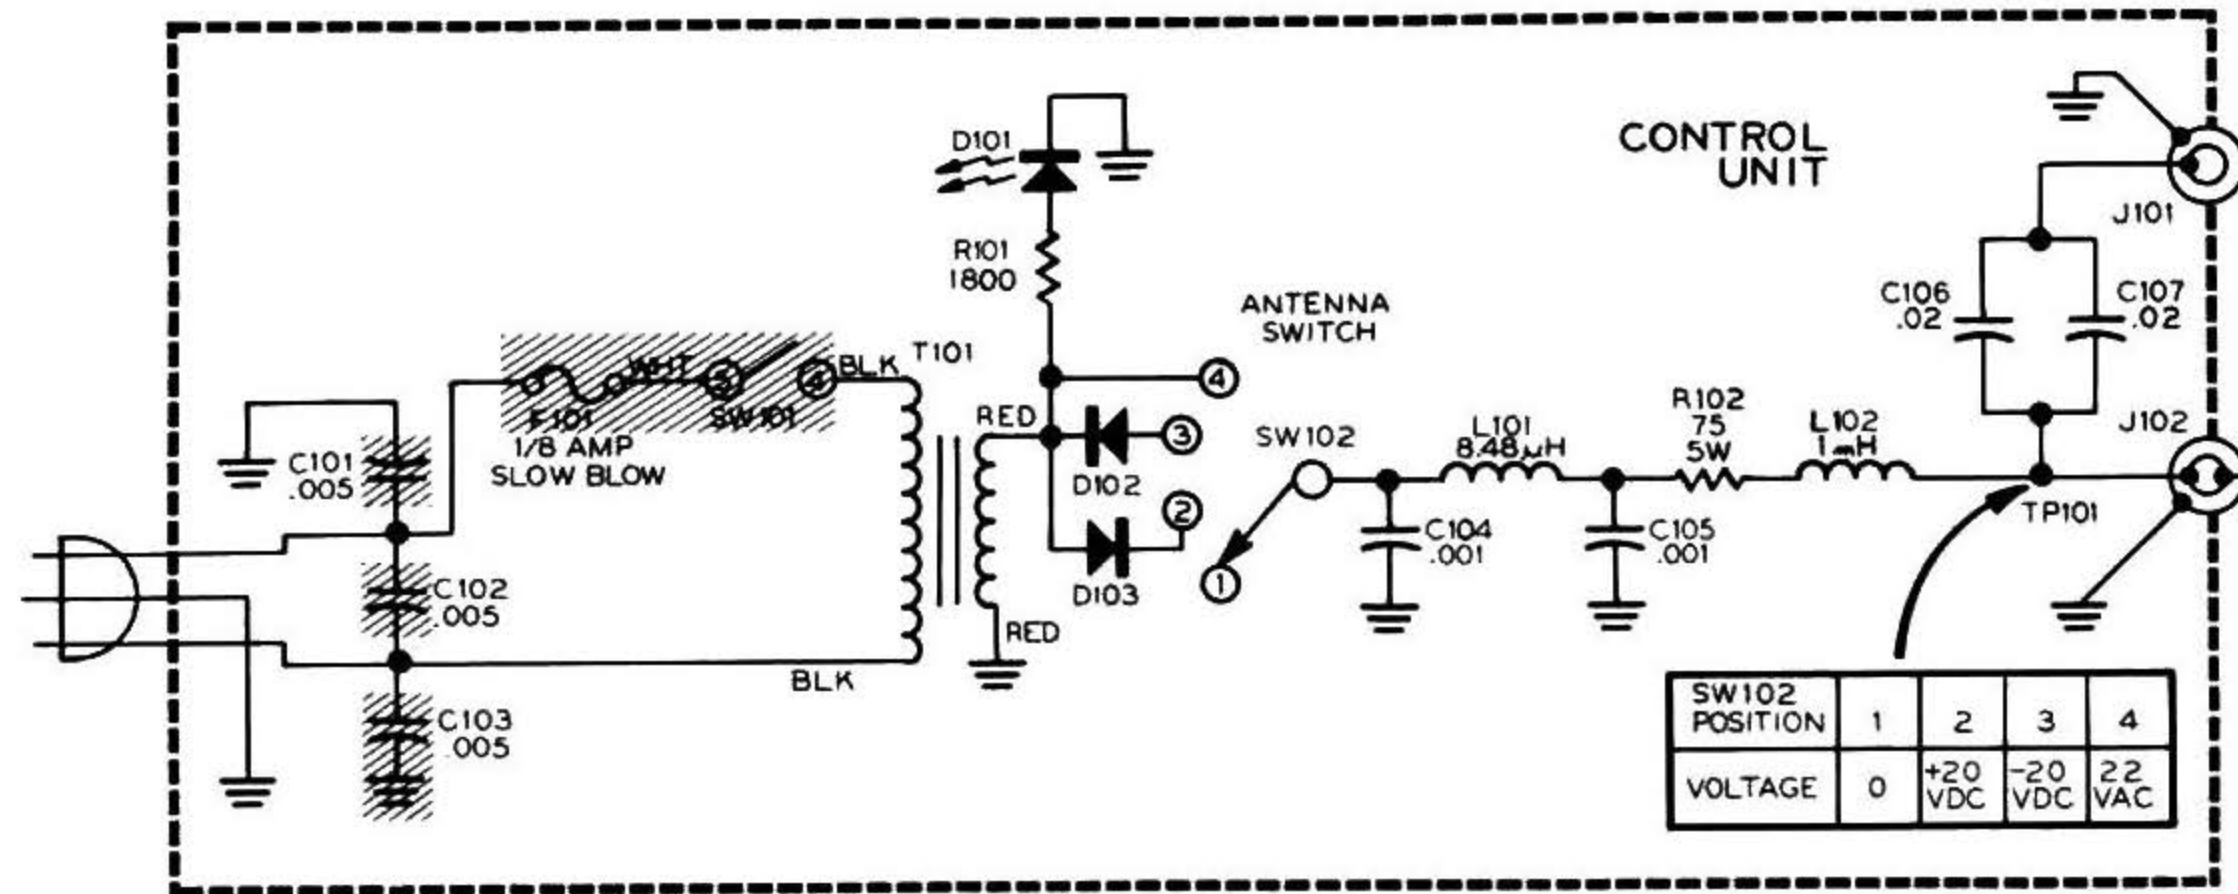 CONTROL
UNIT
D101
R101
1800
ANTENNA
SWITCH
J101
C106
.02
C107
.02
WHT
3
4
BLK
T101
F101
SW101
1/8 AMP
SLOW BLOW
C101
.005
C102
.005
C103
.005
BLK
RED
RED
4
3
D102
2
D103
SW102
1
L101
8.48µH
R102
75
5W
L102
1mH
C104
.001
C105
.001
J102
TP101
SW102
POSITION
1
2
3
4
VOLTAGE
0
+20
VDC
-20
VDC
22
VAC